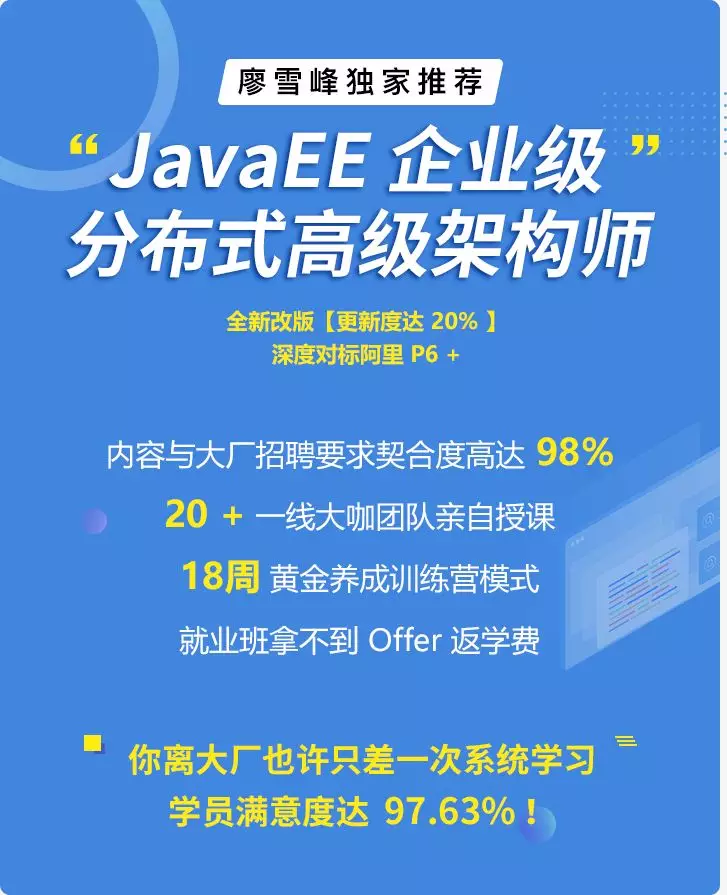 廖雪峰独家推荐
“ JavaEE 企业级 ”
分布式高级架构师
全新改版【更新度达 20% 】
深度对标阿里 P6 +
内容与大厂招聘要求契合度高达 98%
20 + 一线大咖团队亲自授课
18周 黄金养成训练营模式
就业班拿不到 Offer 返学费
你离大厂也许只差一次系统学习
学员满意度达 97.63%！